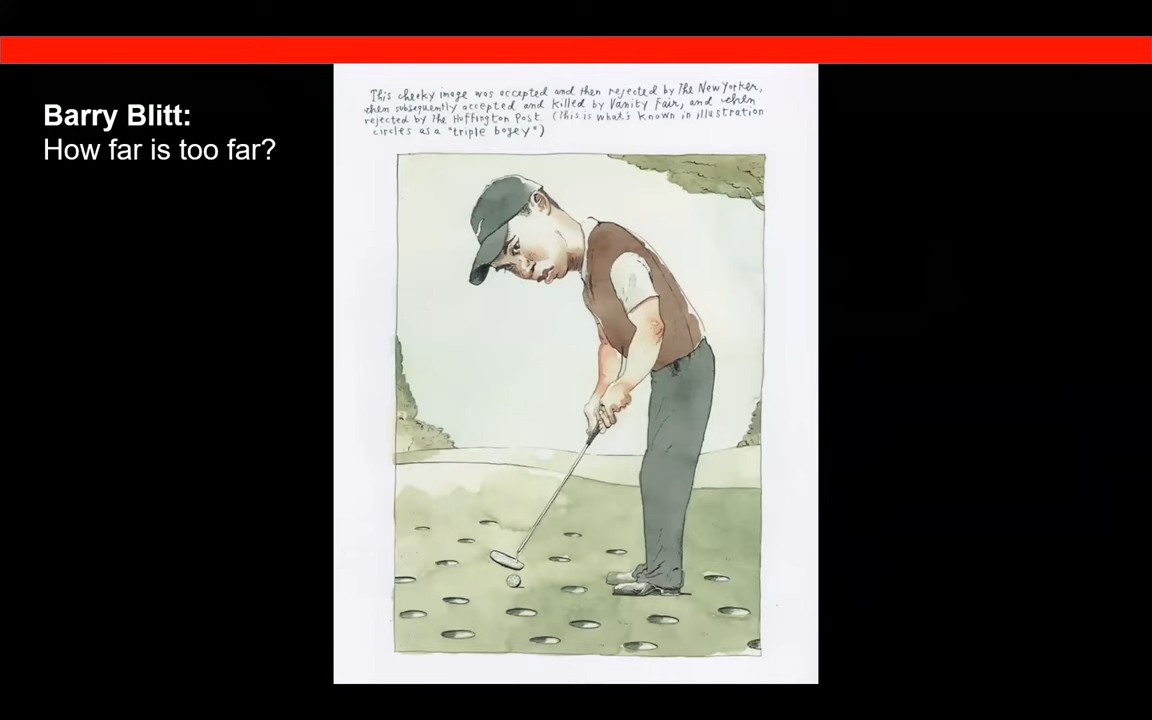 Barry Blitt:
How far is too far?
This cheeky image was accepted and then rejected by The New Yorker,
then subsequently accepted and killed by Vanity Fair, and then
rejected by The Huffington Post. (This is what's known in illustration
circles as a "triple bogey")